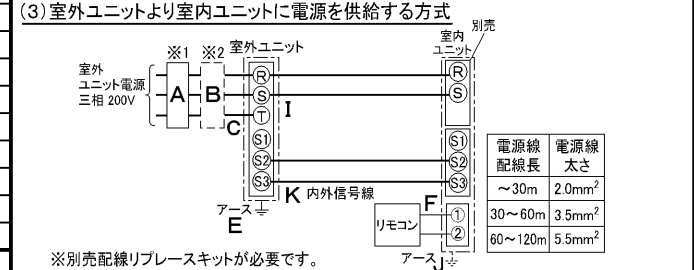 (3)室外ユニットより室内ユニットに電源を供給する方式
別売
※1 ※2 室外ユニット
室内
ユニット
室外
ユニット電源
三相 200V
A
B
C
R
S
T
S1
S2
S3
I
K 内外信号線
アース
E
R
S
S1
S2
S3
F
リモコン
①
②
アース J
電源線
配線長
電源線
太さ
～30m 2.0mm²
30～60m 3.5mm²
60～120m 5.5mm²
※別売配線リプレースキットが必要です。